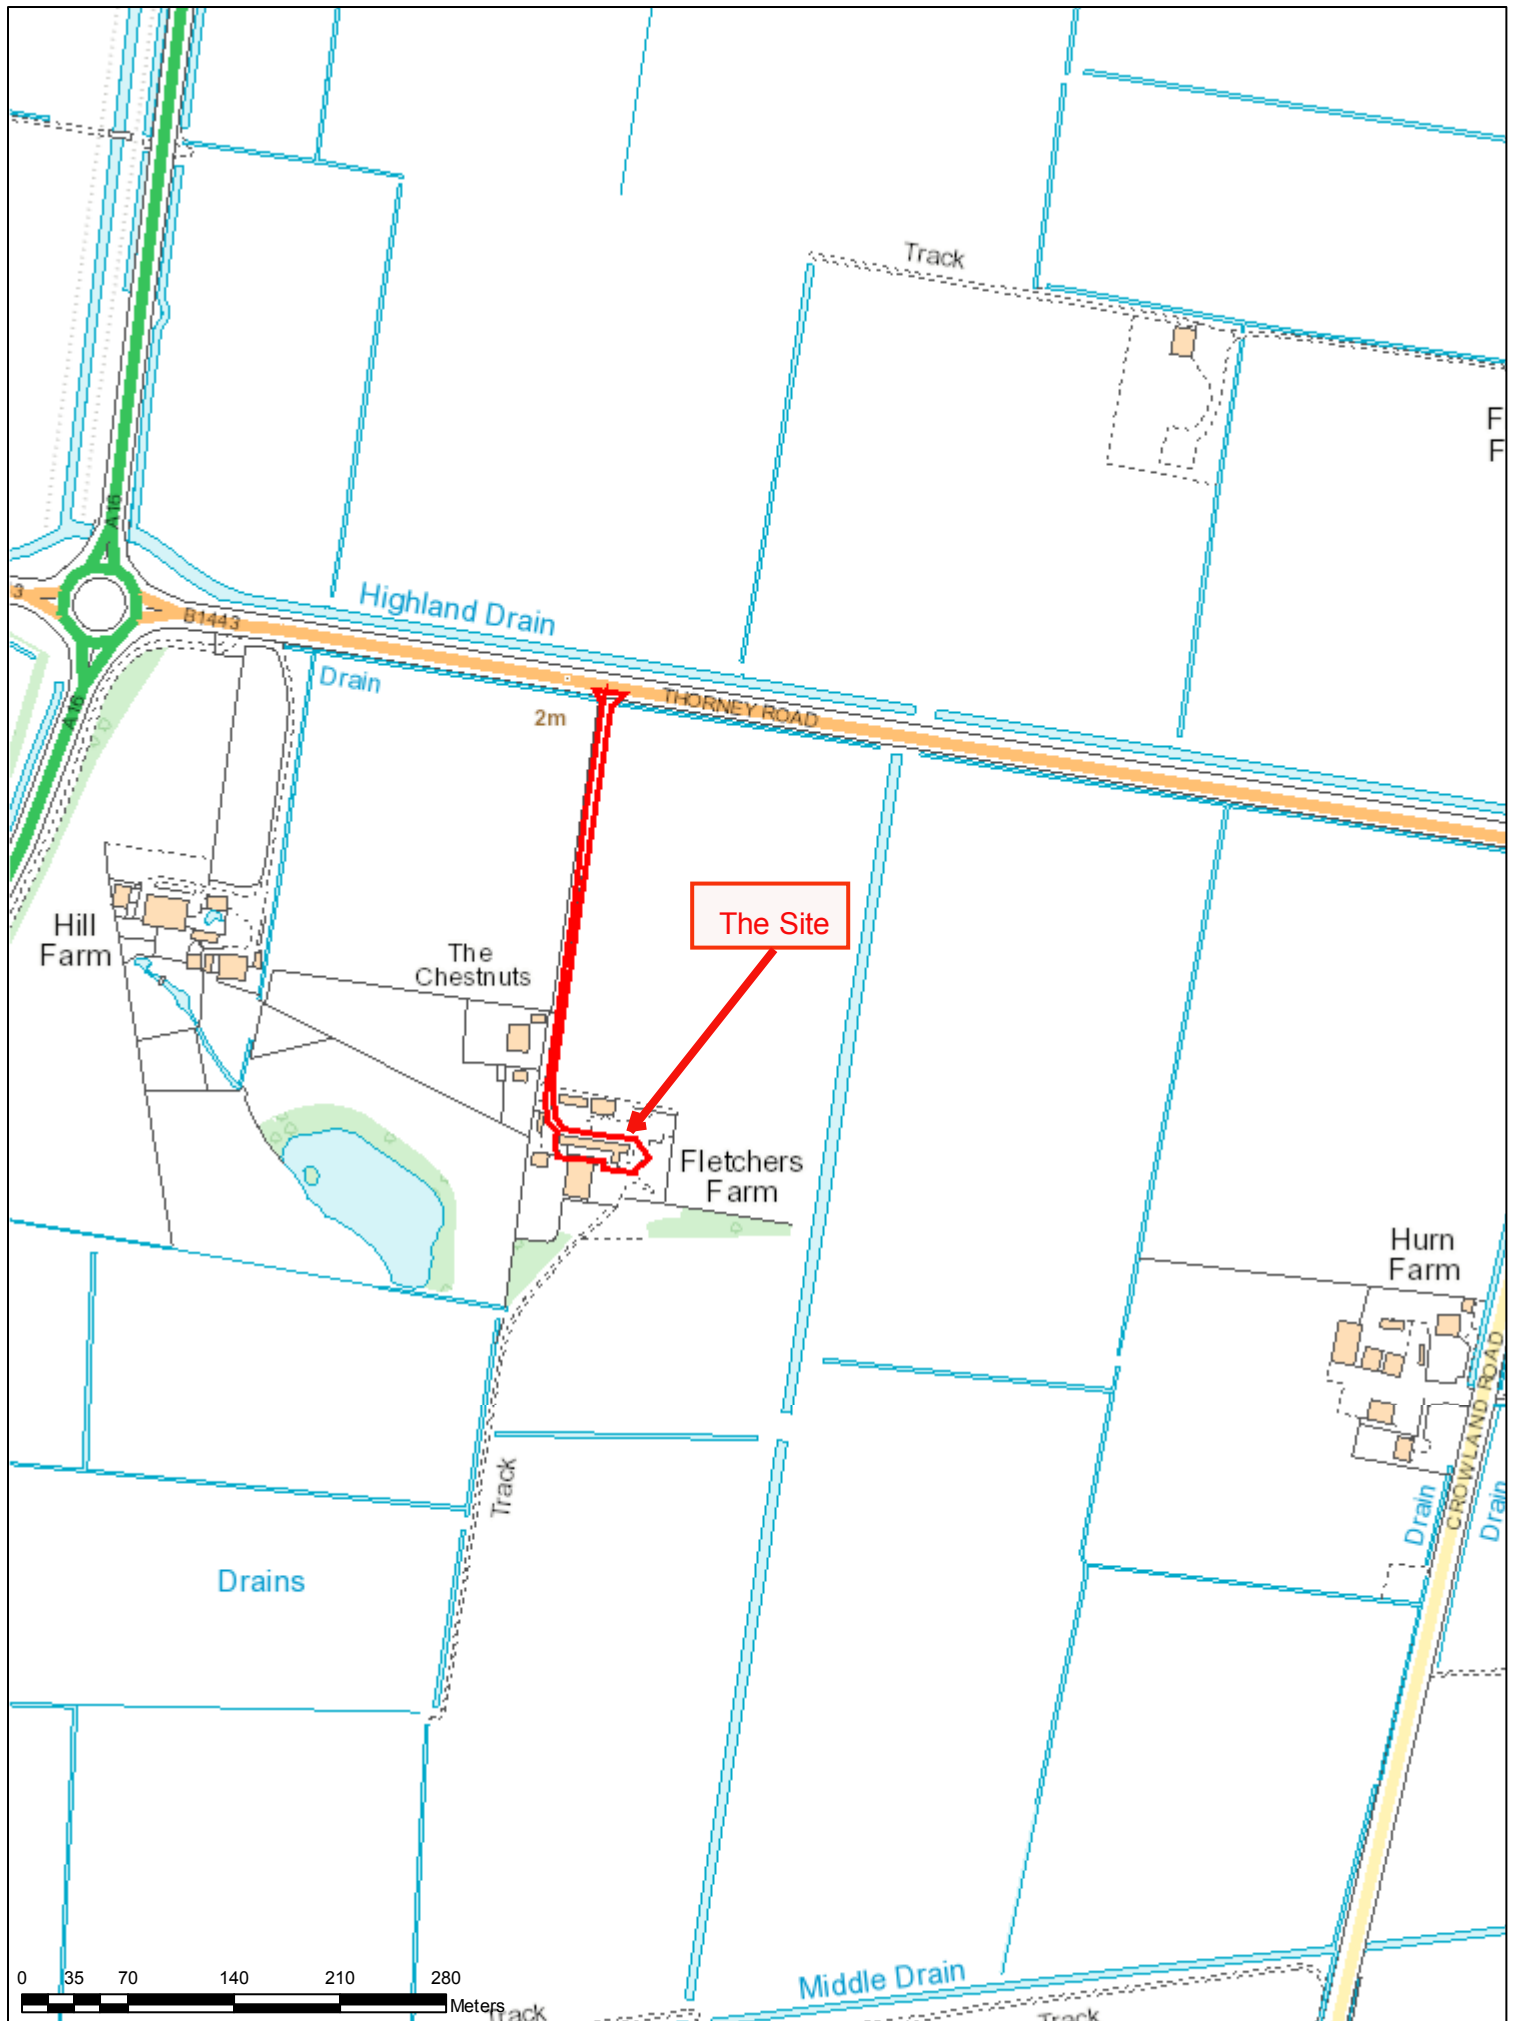 Track
F
F
A16
3
B1443
Highland Drain
Drain
A16
2m
THORNEY ROAD
The Site
Hill
Farm
The
Chestnuts
Fletchers
Farm
Hurn
Farm
CROWLAND ROAD
Track
Drain
Drain
Drains
Middle Drain
0 35 70 140 210 280
Meters
Track
Track